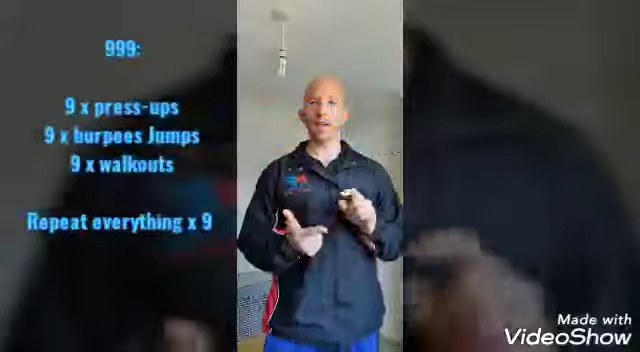 999:
9 x press-ups
9 x burpees Jumps
9 x walkouts
Repeat everything x 9
Made with
VideoShow